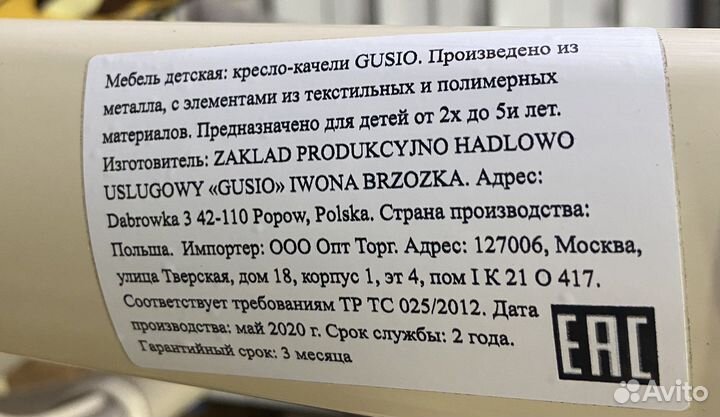 Мебель детская: кресло-качели GUSIO. Произведено из
металла, с элементами из текстильных и полимерных
материалов. Предназначено для детей от 2х до 5и лет.
Изготовитель: ZAKLAD PRODUKCYJNO HADLOWO
USLUGOWY «GUSIO» IWONA BRZOZKA. Адрес:
Dabrowka 3 42-110 Popow, Polska. Страна производства:
Польша. Импортер: ООО Опт Торг. Адрес: 127006, Москва,
улица Тверская, дом 18, корпус 1, эт 4, пом I К 21 О 417.
Соответствует требованиям ТР ТС 025/2012. Дата
производства: май 2020 г. Срок службы: 2 года.
Гарантийный срок: 3 месяца
EAC
Avito